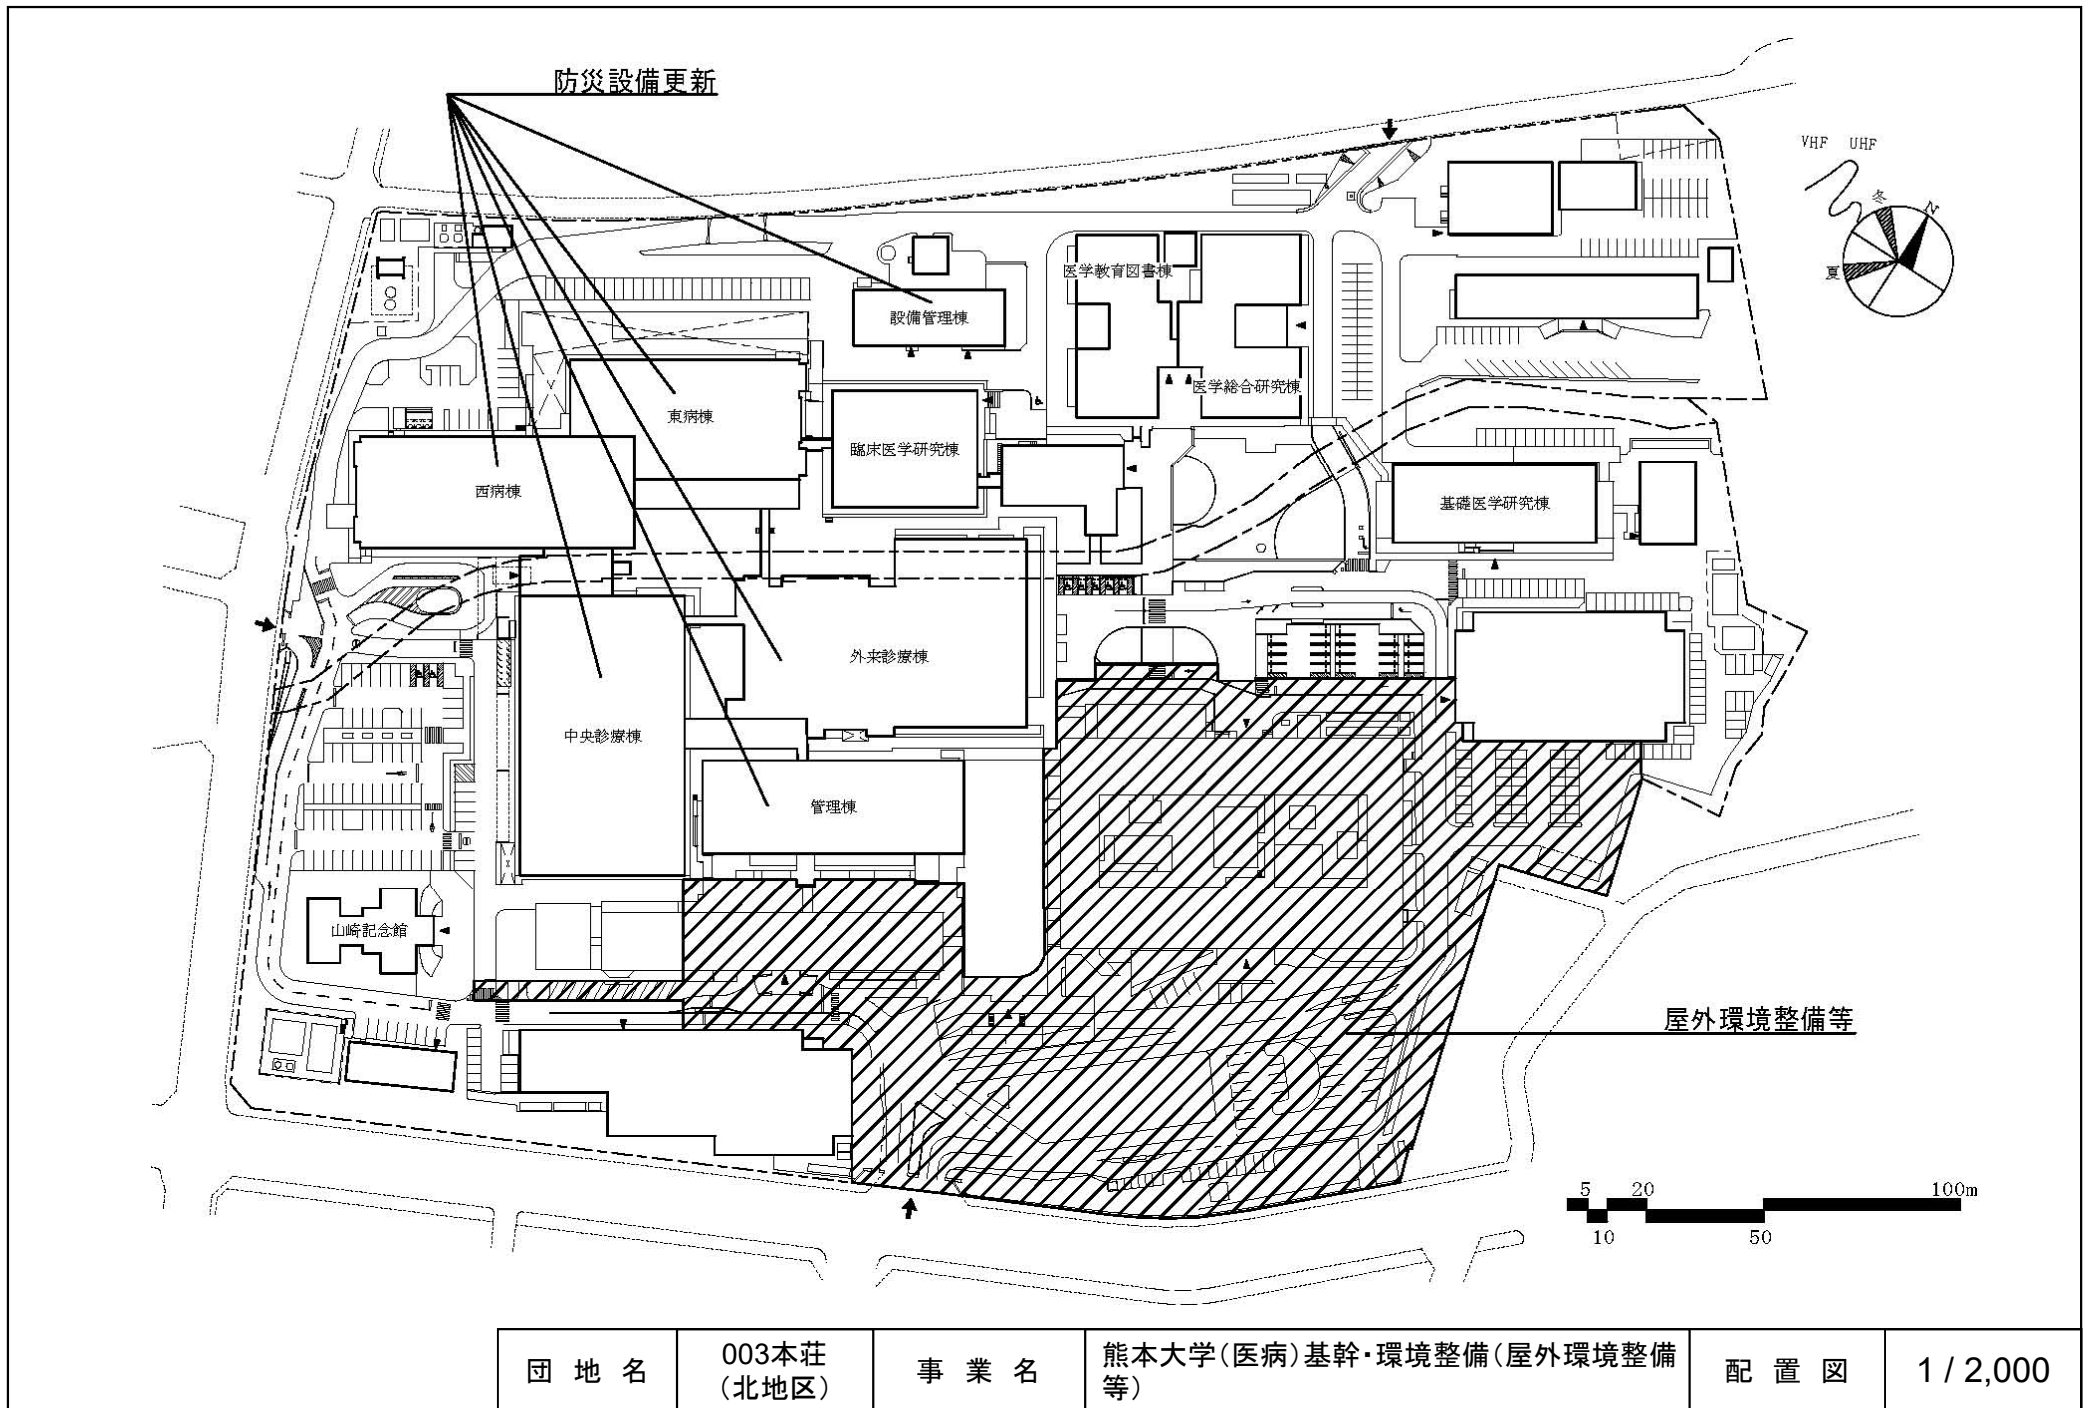 防災設備更新
VHF UHF
冬
N
夏
医学教育図書棟
設備管理棟
医学総合研究棟
東病棟
臨床医学研究棟
西病棟
基礎医学研究棟
外来診療棟
中央診療棟
管理棟
山崎記念館
屋外環境整備等
5 20 100m
10 50
団地名
003本荘
(北地区)
事業名
熊本大学(医病)基幹・環境整備(屋外環境整備
等)
配置図
1 / 2,000